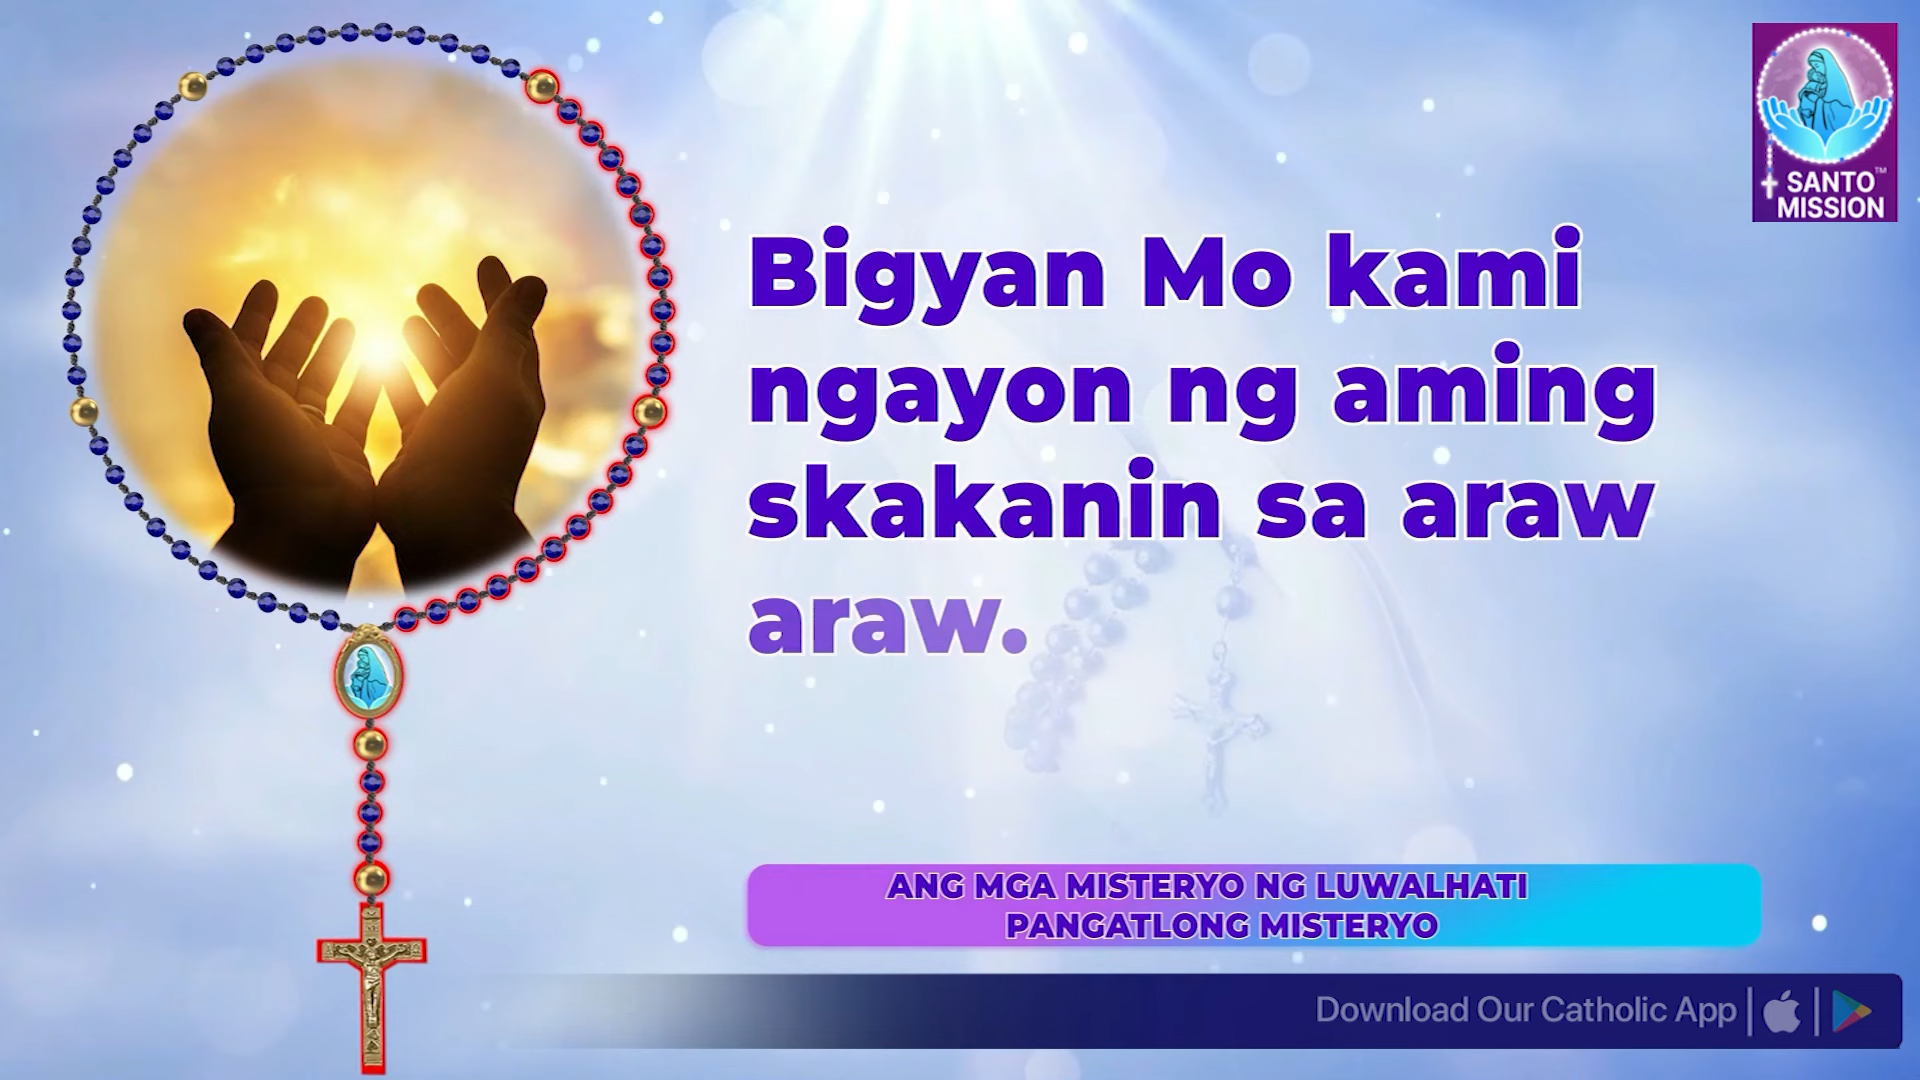 Bigyan Mo kami
ngayon ng aming
skakanin sa araw
araw.
SANTO™
MISSION
ANG MGA MISTERYO NG LUWALHATI
PANGATLONG MISTERYO
Download Our Catholic App